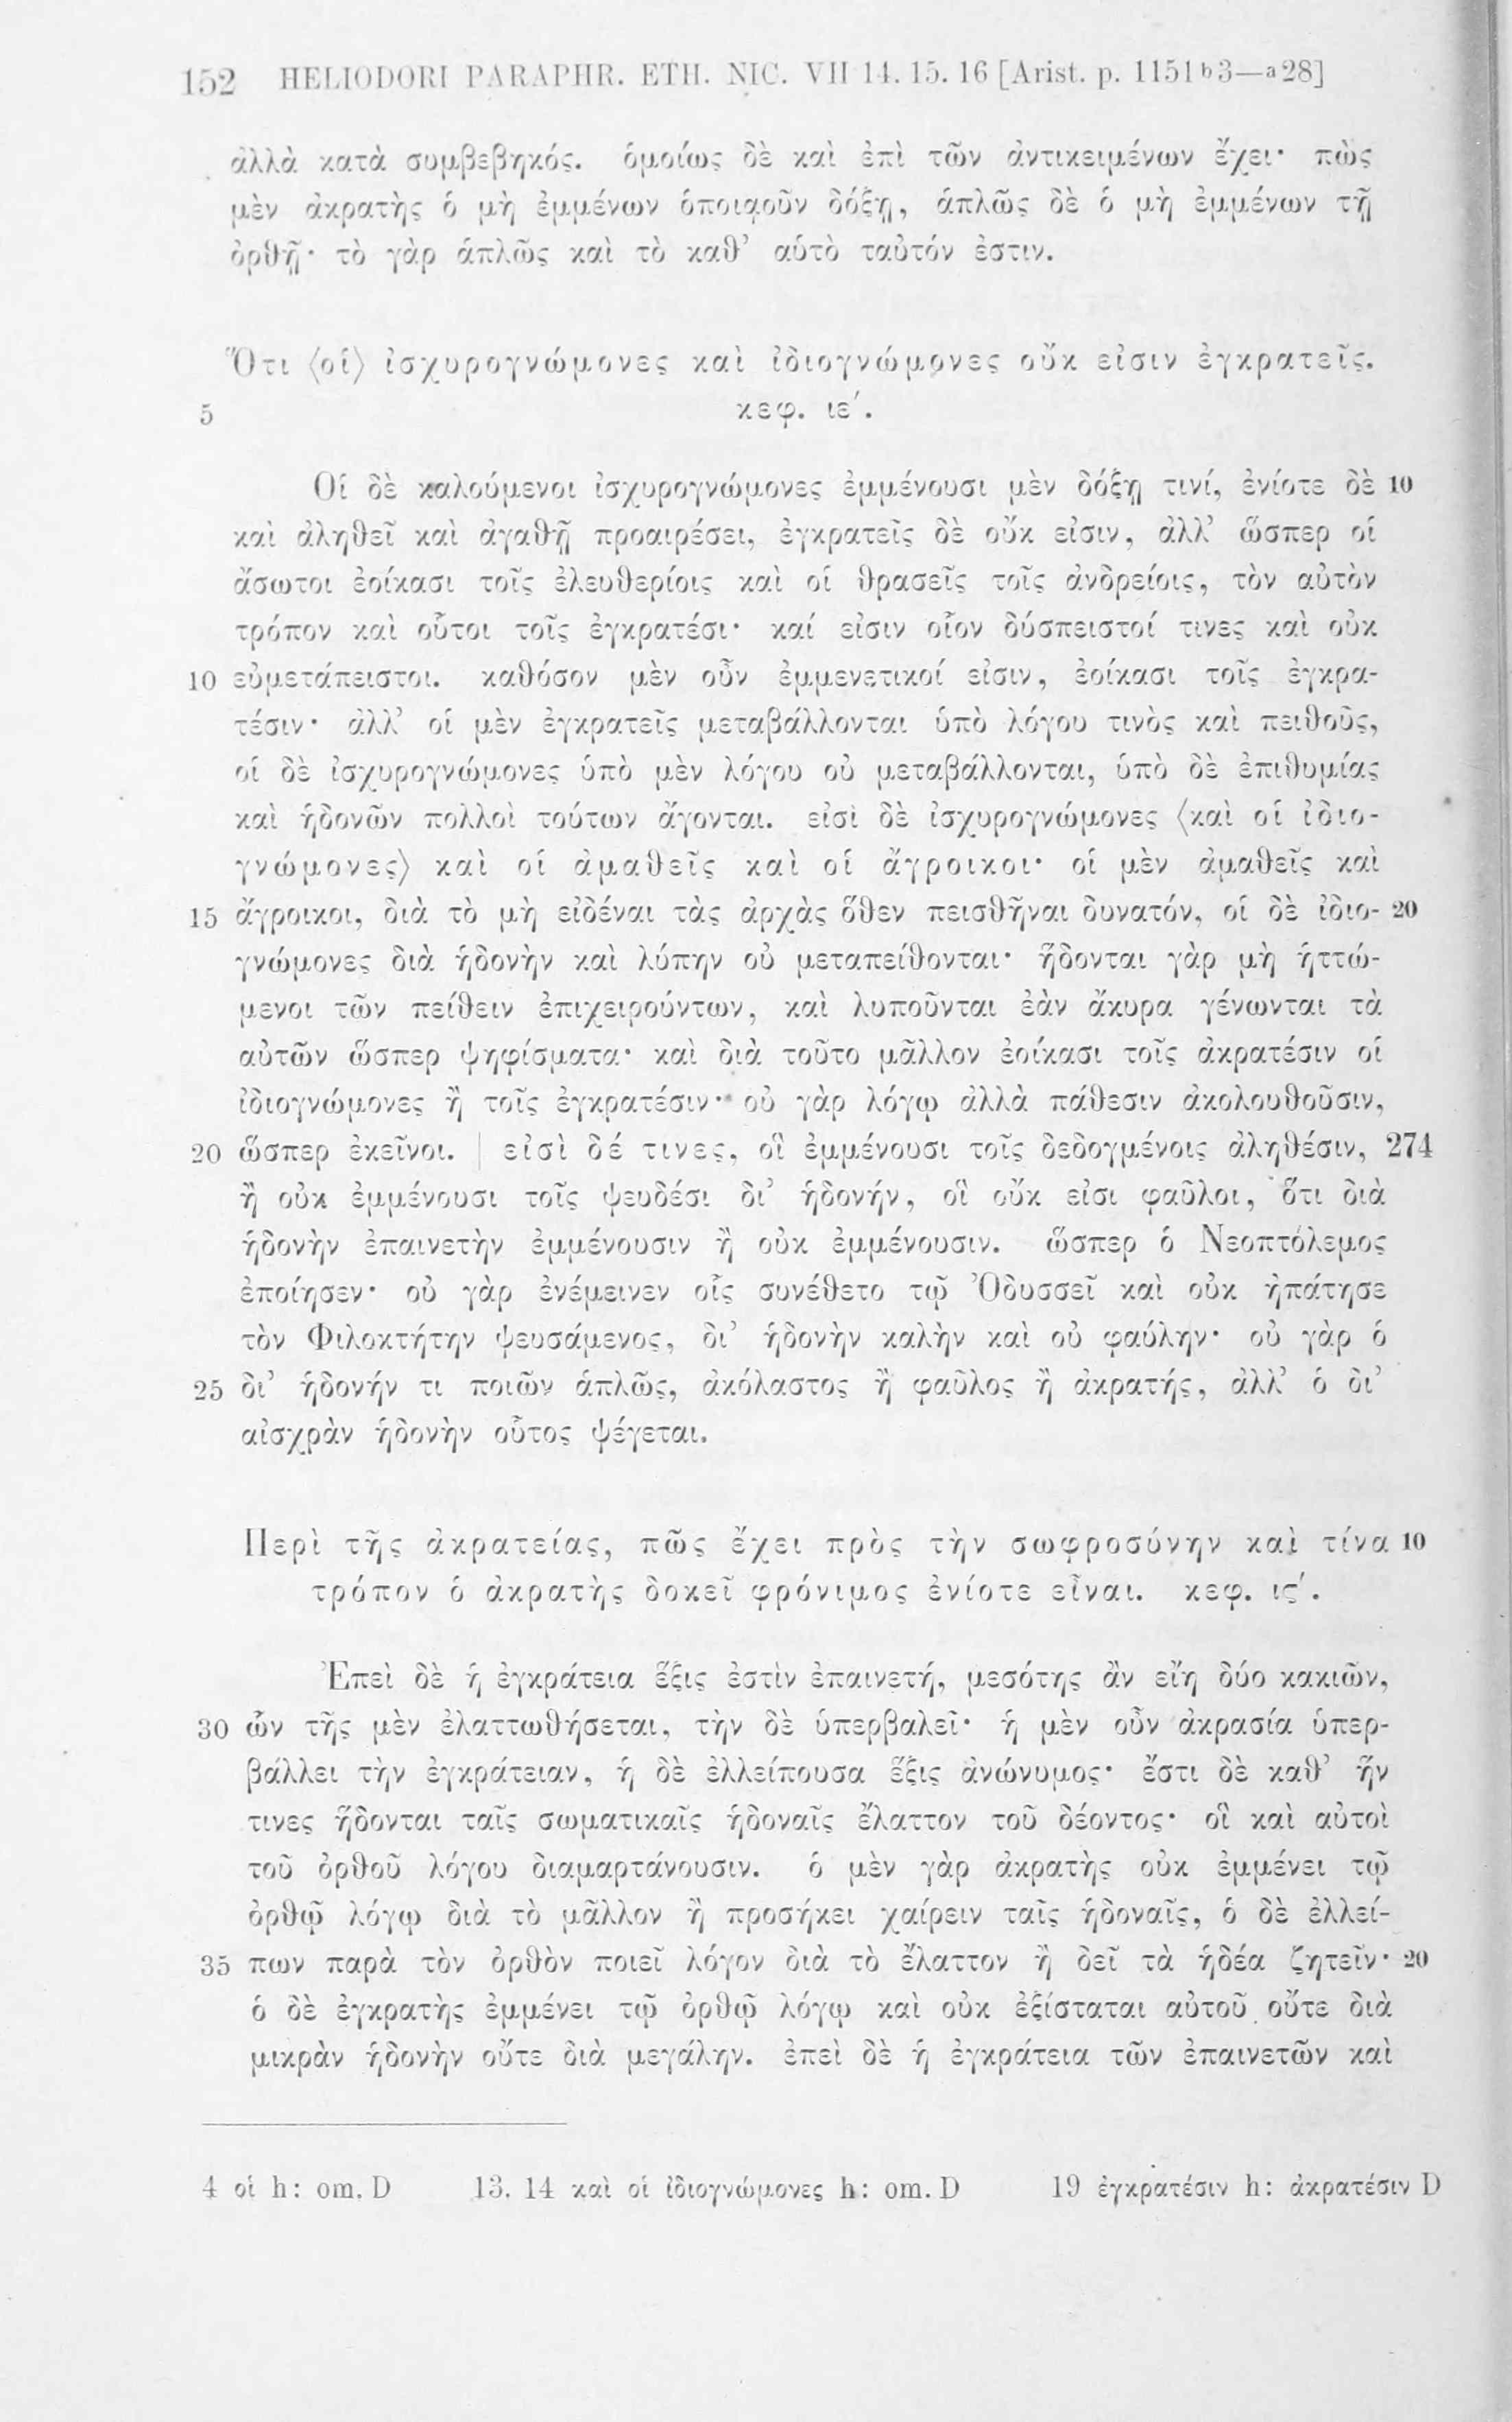 152 HELIODORI PARAPHR. ETH. NIC. VII 14. 15. 16 [Arist. p. 1151 b 3—a 28]
ἀλλὰ κατὰ συμβεβηκός. ὁμοίως δὲ καὶ ἐπὶ τῶν ἀντικειμένων ἔχει· πὼς
μὲν ἀκρατὴς ὁ μὴ ἐμμένων ὁποιᾳοῦν δόξῃ, ἁπλῶς δὲ ὁ μὴ ἐμμένων τῇ
ὀρθῇ· τὸ γὰρ ἁπλῶς καὶ τὸ καθ’ αὑτὸ ταὐτόν ἐστιν.
Ὅτι ⟨οἱ⟩ ἰσχυρογνώμονες καὶ ἰδιογνώμονες οὔκ εἰσιν ἐγκρατεῖς.
5 κεφ. ιε΄.
Οἱ δὲ καλούμενοι ἰσχυρογνώμονες ἐμμένουσι μὲν δόξῃ τινί, ἐνίοτε δὲ 10
καὶ ἀληθεῖ καὶ ἀγαθῇ προαιρέσει, ἐγκρατεῖς δὲ οὔκ εἰσιν, ἀλλ’ ὥσπερ οἱ
ἄσωτοι ἐοίκασι τοῖς ἐλευθερίοις καὶ οἱ θρασεῖς τοῖς ἀνδρείοις, τὸν αὐτὸν
τρόπον καὶ οὗτοι τοῖς ἐγκρατέσι· καί εἰσιν οἷον δύσπειστοί τινες καὶ οὐκ
10 εὐμετάπειστοι. καθόσον μὲν οὖν ἐμμενετικοί εἰσιν, ἐοίκασι τοῖς ἐγκρα-
τέσιν· ἀλλ’ οἱ μὲν ἐγκρατεῖς μεταβάλλονται ὑπὸ λόγου τινὸς καὶ πειθοῦς,
οἱ δὲ ἰσχυρογνώμονες ὑπὸ μὲν λόγου οὐ μεταβάλλονται, ὑπὸ δὲ ἐπιθυμίας
καὶ ἡδονῶν πολλοὶ τούτων ἄγονται. εἰσὶ δὲ ἰσχυρογνώμονες ⟨καὶ οἱ ἰδιο-
γνώμονες⟩ καὶ οἱ ἀμαθεῖς καὶ οἱ ἄγροικοι· οἱ μὲν ἀμαθεῖς καὶ
15 ἄγροικοι, διὰ τὸ μὴ εἰδέναι τὰς ἀρχὰς ὅθεν πεισθῆναι δυνατόν, οἱ δὲ ἰδιο- 20
γνώμονες διὰ ἡδονὴν καὶ λύπην οὐ μεταπείθονται· ἥδονται γὰρ μὴ ἡττώ-
μενοι τῶν πείθειν ἐπιχειρούντων, καὶ λυποῦνται ἐὰν ἄκυρα γένωνται τὰ
αὐτῶν ὥσπερ ψηφίσματα· καὶ διὰ τοῦτο μᾶλλον ἐοίκασι τοῖς ἀκρατέσιν οἱ
ἰδιογνώμονες ἢ τοῖς ἐγκρατέσιν· οὐ γὰρ λόγῳ ἀλλὰ πάθεσιν ἀκολουθοῦσιν,
20 ὥσπερ ἐκεῖνοι. | εἰσὶ δέ τινες, οἳ ἐμμένουσι τοῖς δεδογμένοις ἀληθέσιν, 274
ἢ οὐκ ἐμμένουσι τοῖς ψευδέσι δι’ ἡδονήν, οἳ οὔκ εἰσι φαῦλοι, ὅτι διὰ
ἡδονὴν ἐπαινετὴν ἐμμένουσιν ἢ οὐκ ἐμμένουσιν. ὥσπερ ὁ Νεοπτόλεμος
ἐποίησεν· οὐ γὰρ ἐνέμεινεν οἷς συνέθετο τῷ Ὀδυσσεῖ καὶ οὐκ ἠπάτησε
τὸν Φιλοκτήτην ψευσάμενος, δι’ ἡδονὴν καλὴν καὶ οὐ φαύλην· οὐ γὰρ ὁ
25 δι’ ἡδονήν τι ποιῶν ἁπλῶς, ἀκόλαστος ἢ φαῦλος ἢ ἀκρατής, ἀλλ’ ὁ δι’
αἰσχρὰν ἡδονὴν οὗτος ψέγεται.
Περὶ τῆς ἀκρατείας, πῶς ἔχει πρὸς τὴν σωφροσύνην καὶ τίνα 10
τρόπον ὁ ἀκρατὴς δοκεῖ φρόνιμος ἐνίοτε εἶναι. κεφ. ις΄.
Ἐπεὶ δὲ ἡ ἐγκράτεια ἕξις ἐστὶν ἐπαινετή, μεσότης ἂν εἴη δύο κακιῶν,
30 ὧν τῆς μὲν ἐλαττωθήσεται, τὴν δὲ ὑπερβαλεῖ· ἡ μὲν οὖν ἀκρασία ὑπερ-
βάλλει τὴν ἐγκράτειαν, ἡ δὲ ἐλλείπουσα ἕξις ἀνώνυμος· ἔστι δὲ καθ’ ἥν
τινες ἥδονται ταῖς σωματικαῖς ἡδοναῖς ἔλαττον τοῦ δέοντος· οἳ καὶ αὐτοὶ
τοῦ ὀρθοῦ λόγου διαμαρτάνουσιν. ὁ μὲν γὰρ ἀκρατὴς οὐκ ἐμμένει τῷ
ὀρθῷ λόγῳ διὰ τὸ μᾶλλον ἢ προσήκει χαίρειν ταῖς ἡδοναῖς, ὁ δὲ ἐλλεί-
35 πων παρὰ τὸν ὀρθὸν ποιεῖ λόγον διὰ τὸ ἔλαττον ἢ δεῖ τὰ ἡδέα ζητεῖν· 20
ὁ δὲ ἐγκρατὴς ἐμμένει τῷ ὀρθῷ λόγῳ καὶ οὐκ ἐξίσταται αὐτοῦ οὔτε διὰ
μικρὰν ἡδονὴν οὔτε διὰ μεγάλην. ἐπεὶ δὲ ἡ ἐγκράτεια τῶν ἐπαινετῶν καὶ
4 οἱ h: om. D 13. 14 καὶ οἱ ἰδιογνώμονες h: om. D 19 ἐγκρατέσιν h: ἀκρατέσιν D